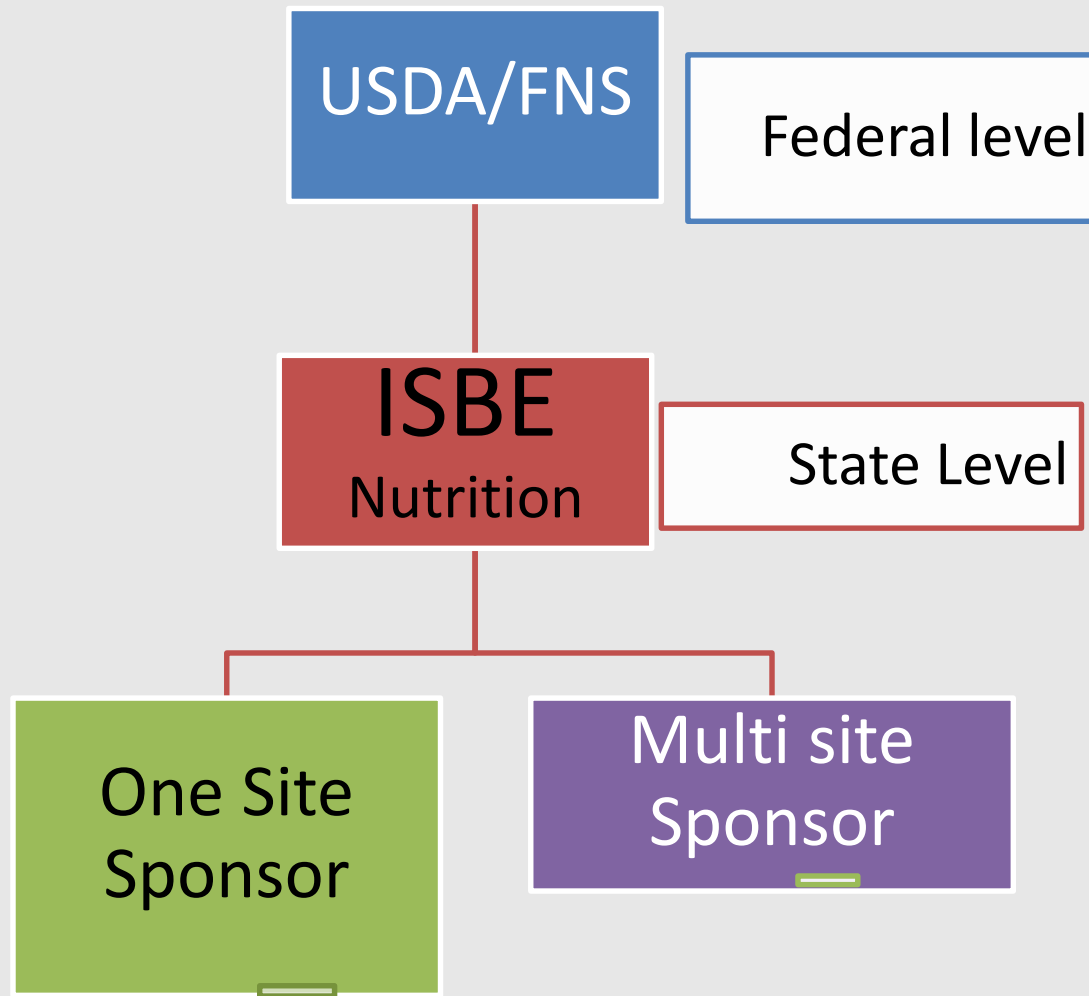 USDA/FNS
Federal level
ISBE
Nutrition
State Level
One Site
Sponsor
Multi site
Sponsor